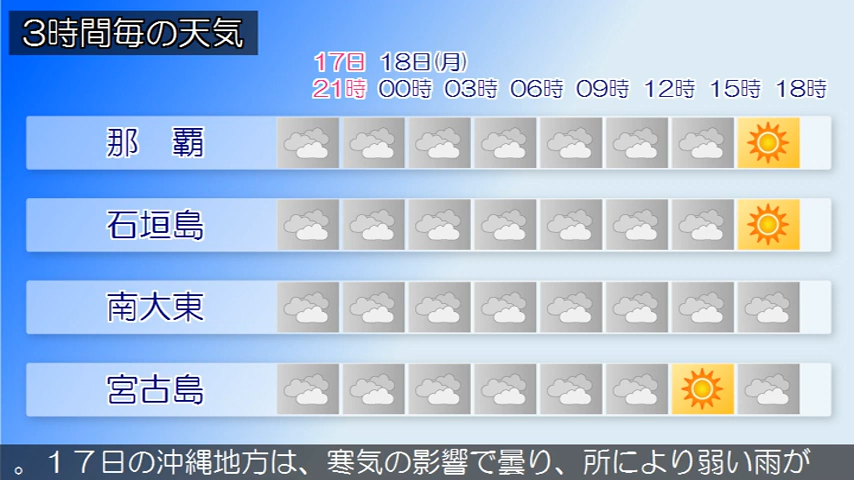 3時間毎の天気
17日 18日(月)
21時 00時 03時 06時 09時 12時 15時 18時
那 覇
石垣島
南大東
宮古島
。１７日の沖縄地方は、寒気の影響で曇り、所により弱い雨が